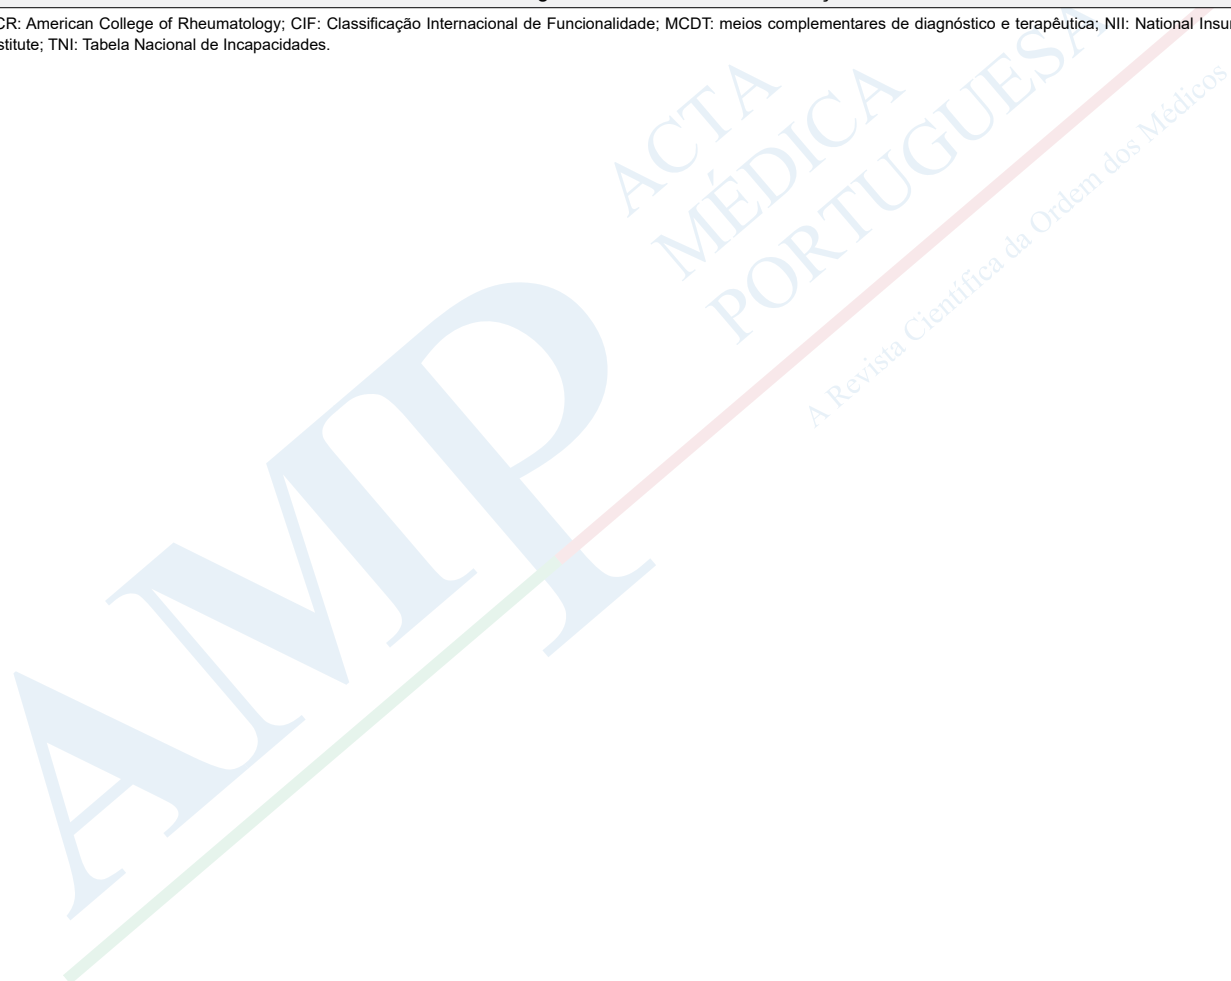 CR: American College of Rheumatology; CIF: Classificação Internacional de Funcionalidade; MCDT: meios complementares de diagnóstico e terapêutica; NII: National Insur
stitute; TNI: Tabela Nacional de Incapacidades.
ACTA
MÉDICA
PORTUGUESA
A Revista Científica da Ordem dos Médicos
AMP